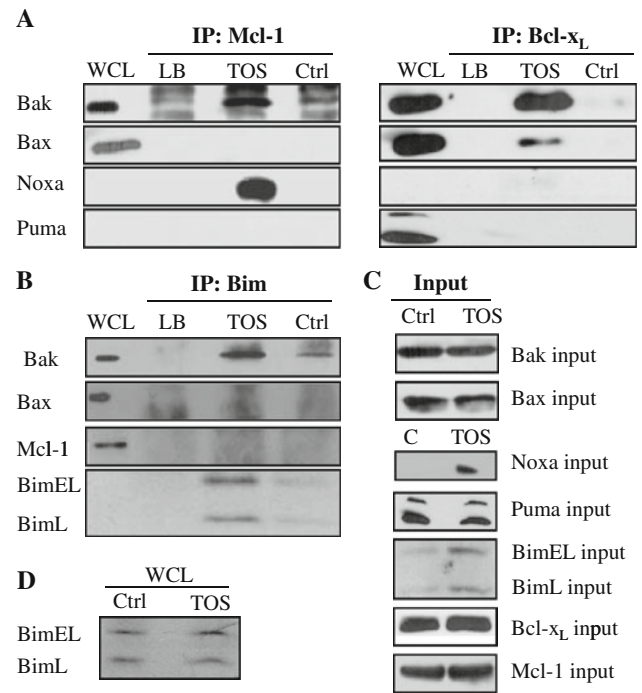 A
IP: Mcl-1
IP: Bcl-xL
WCL LB TOS Ctrl
WCL LB TOS Ctrl
Bak
Bax
Noxa
Puma
B
IP: Bim
WCL LB TOS Ctrl
Bak
Bax
Mcl-1
BimEL
BimL
C
Input
Ctrl TOS
Bak input
Bax input
C TOS
Noxa input
Puma input
BimEL input
BimL input
Bcl-xL input
Mcl-1 input
D
WCL
Ctrl TOS
BimEL
BimL